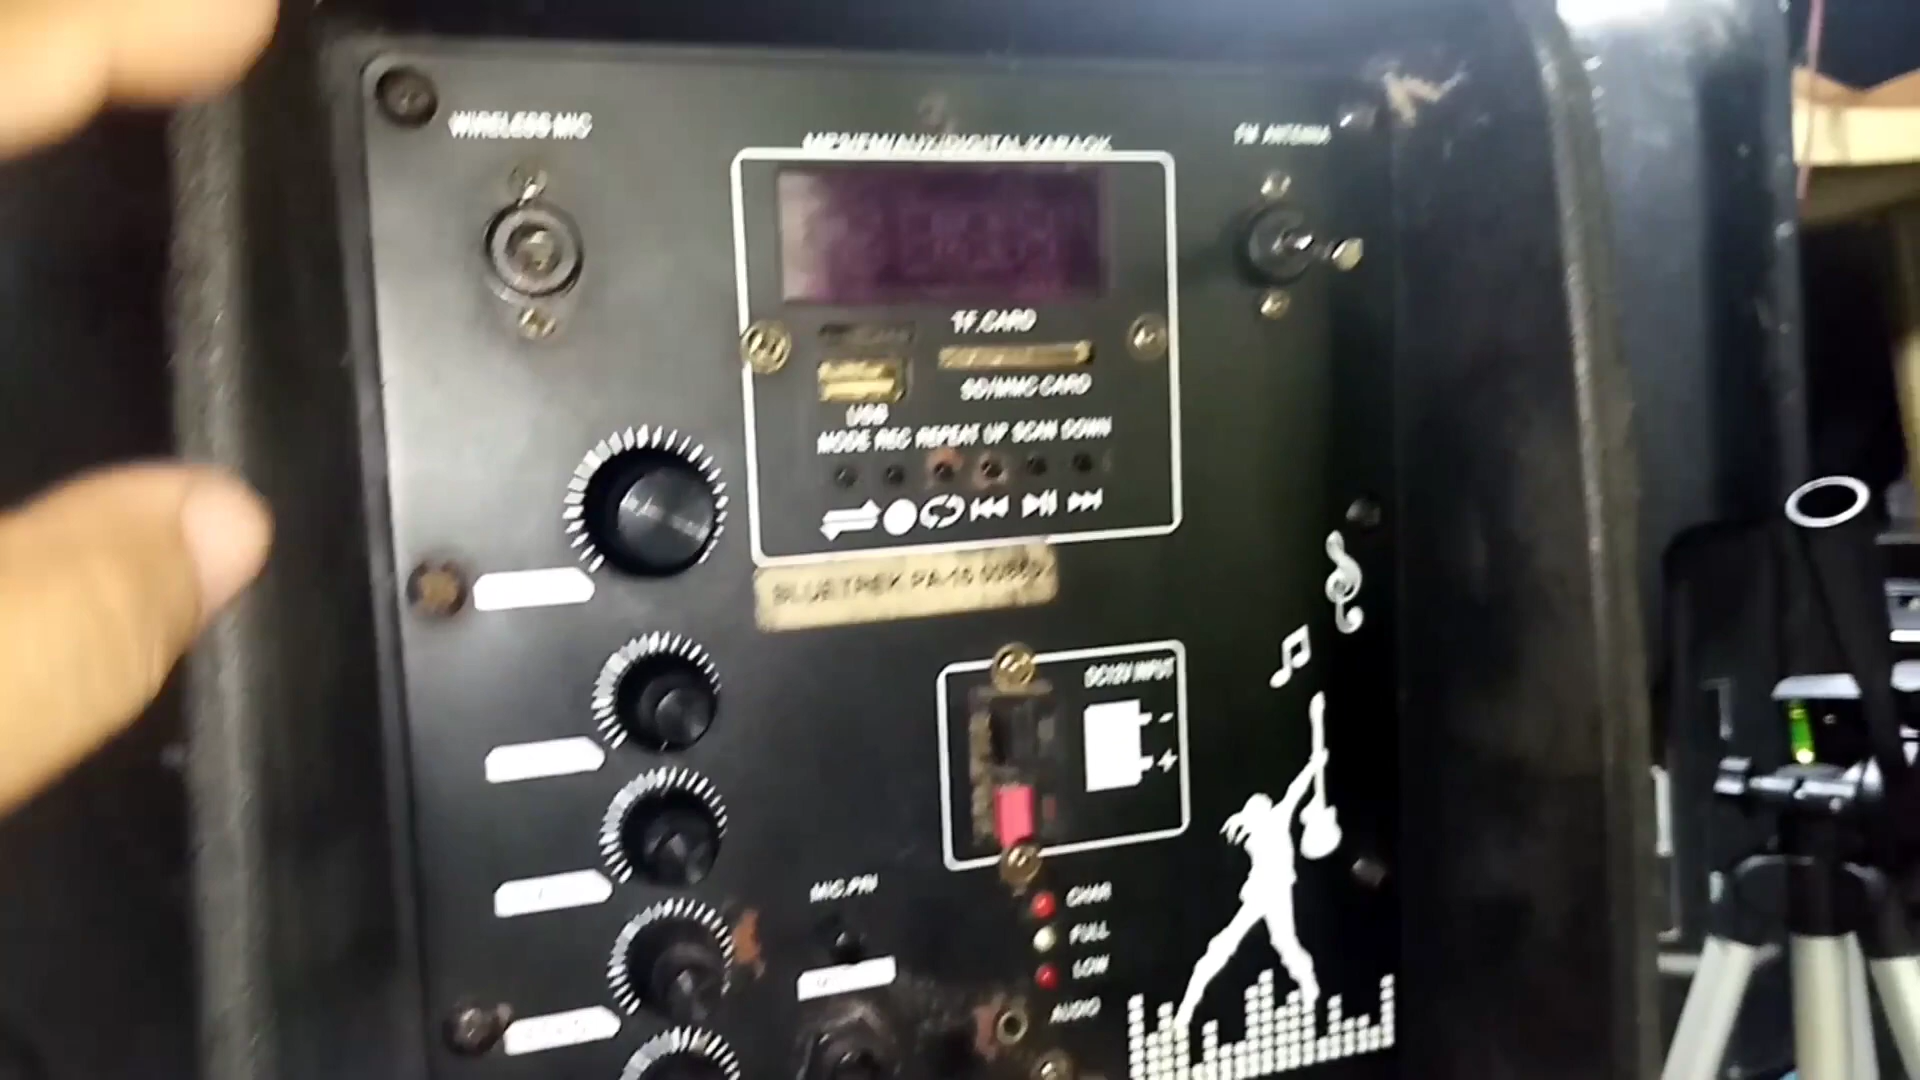 WIRELESS MIC
MP3/FM/AUX/DIGITAL KARAOK
FM ANTENNA
TF.CARD
SD/MMC CARD
USB
MODE REC REPEAT UP SCAN DOWN
BLUETREK PA-10
DC12V INPUT
- 
+
MIC.PRI
CHAR
FULL
LOW
AUDIO